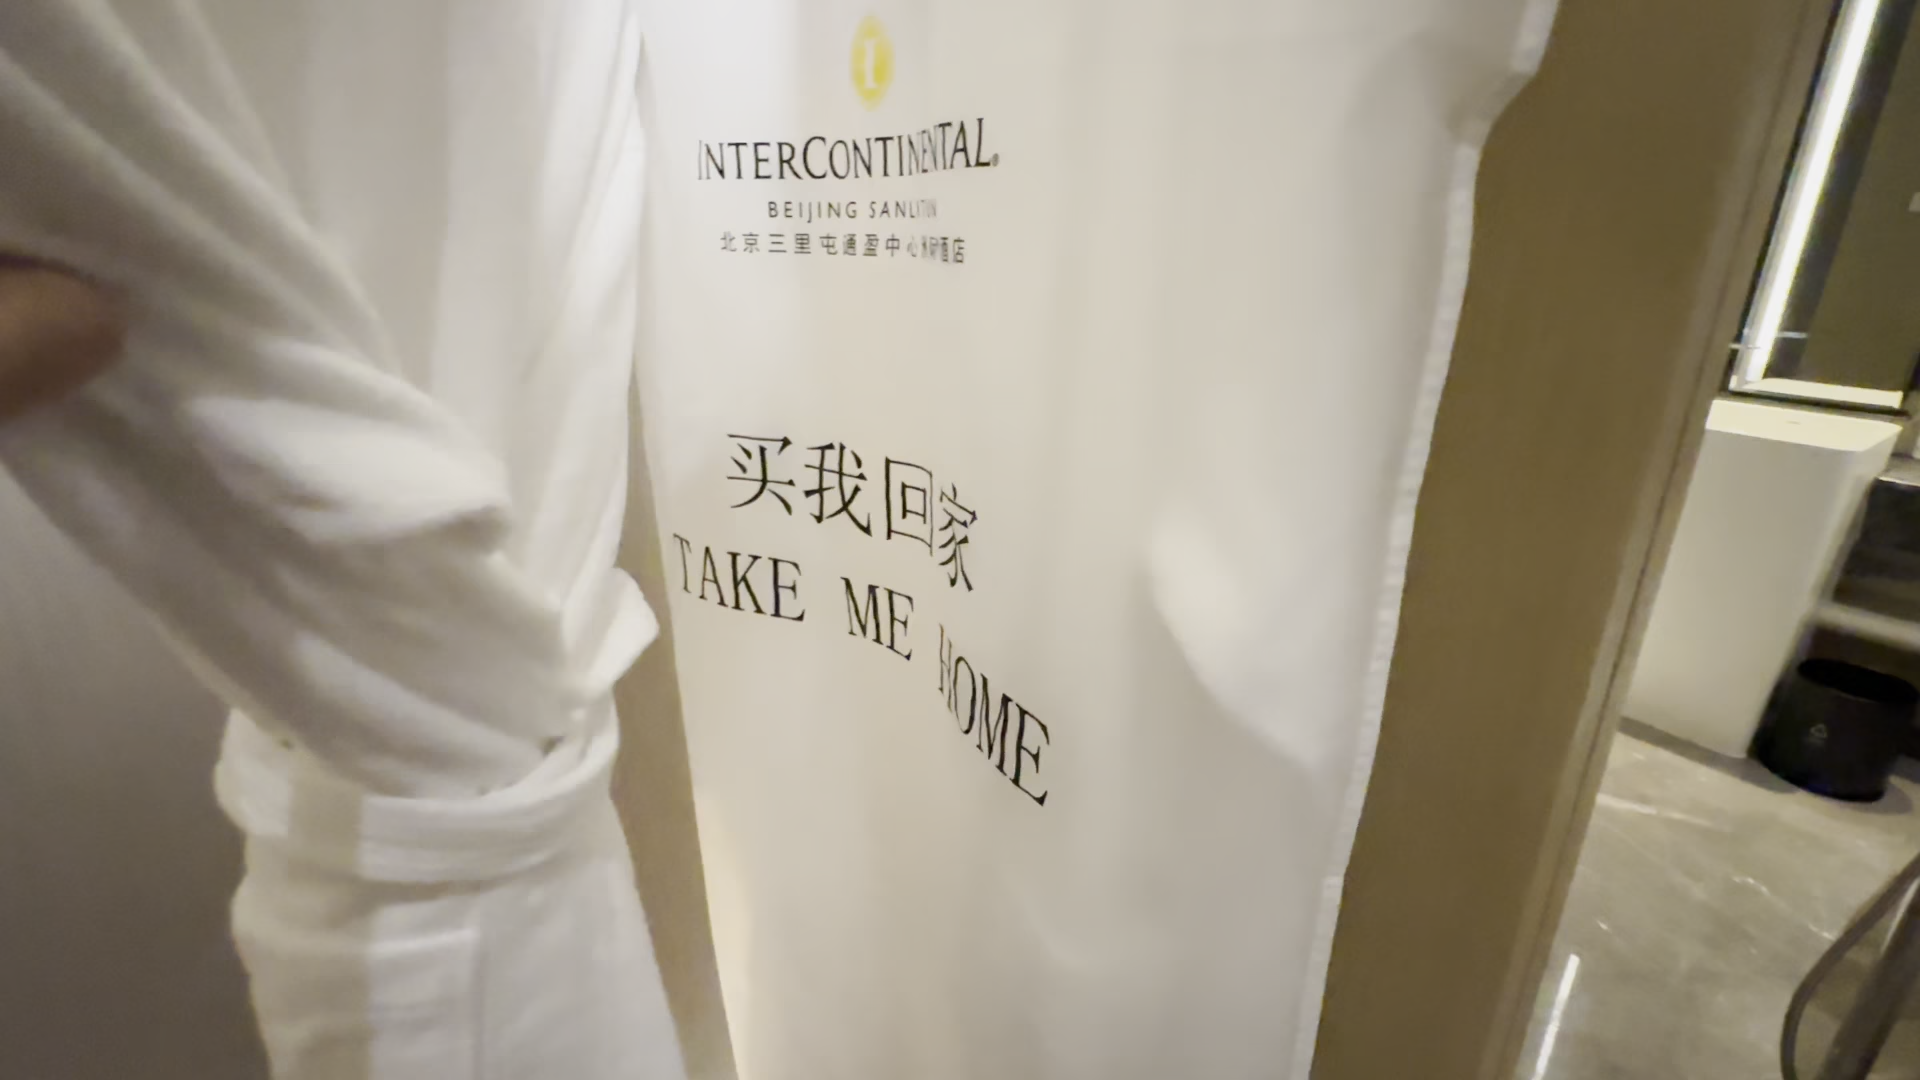 I
INTERCONTINENTAL®
BEIJING SANLITUN
北京三里屯通盈中心洲际酒店
买我回家
TAKE ME HOME